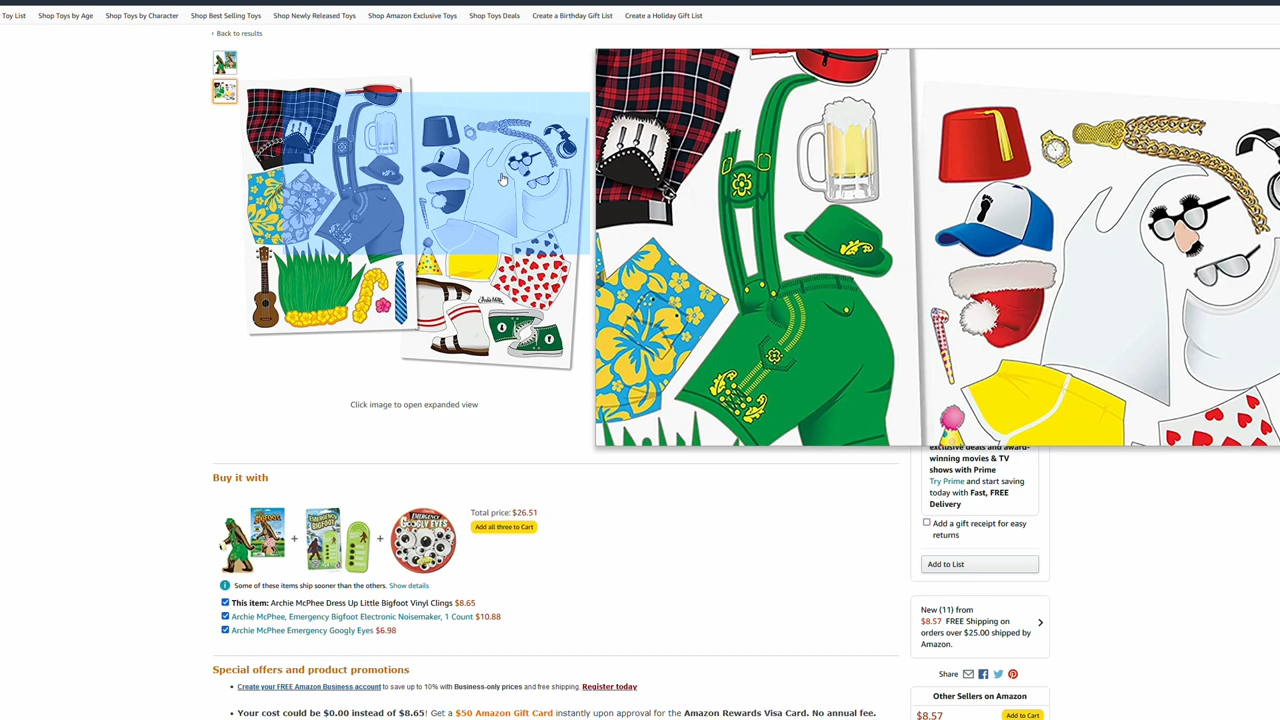 Toy List Shop Toys by Age Shop Toys by Character Shop Best Selling Toys Shop Newly Released Toys Shop Amazon Exclusive Toys Shop Toys Deals Create a Birthday Gift List Create a Holiday Gift List
‹ Back to results
Click image to open expanded view
exclusive deals and award-
winning movies & TV
shows with Prime
Try Prime and start saving
today with Fast, FREE
Delivery
Add a gift receipt for easy
returns
Add to List
Buy it with
EMERGENCY
GOOGLY EYES
+ +
Total price: $26.51
Add all three to Cart
Some of these items ship sooner than the others. Show details
This item: Archie McPhee Dress Up Little Bigfoot Vinyl Clings $8.65
Archie McPhee, Emergency Bigfoot Electronic Noisemaker, 1 Count $10.88
Archie McPhee Emergency Googly Eyes $6.98
New (11) from
$8.57 FREE Shipping on
orders over $25.00 shipped by
Amazon.
Share
Special offers and product promotions
• Create your FREE Amazon Business account to save up to 10% with Business-only prices and free shipping. Register today
• Your cost could be $0.00 instead of $8.65! Get a $50 Amazon Gift Card instantly upon approval for the Amazon Rewards Visa Card. No annual fee.
Other Sellers on Amazon
$8.57
Add to Cart